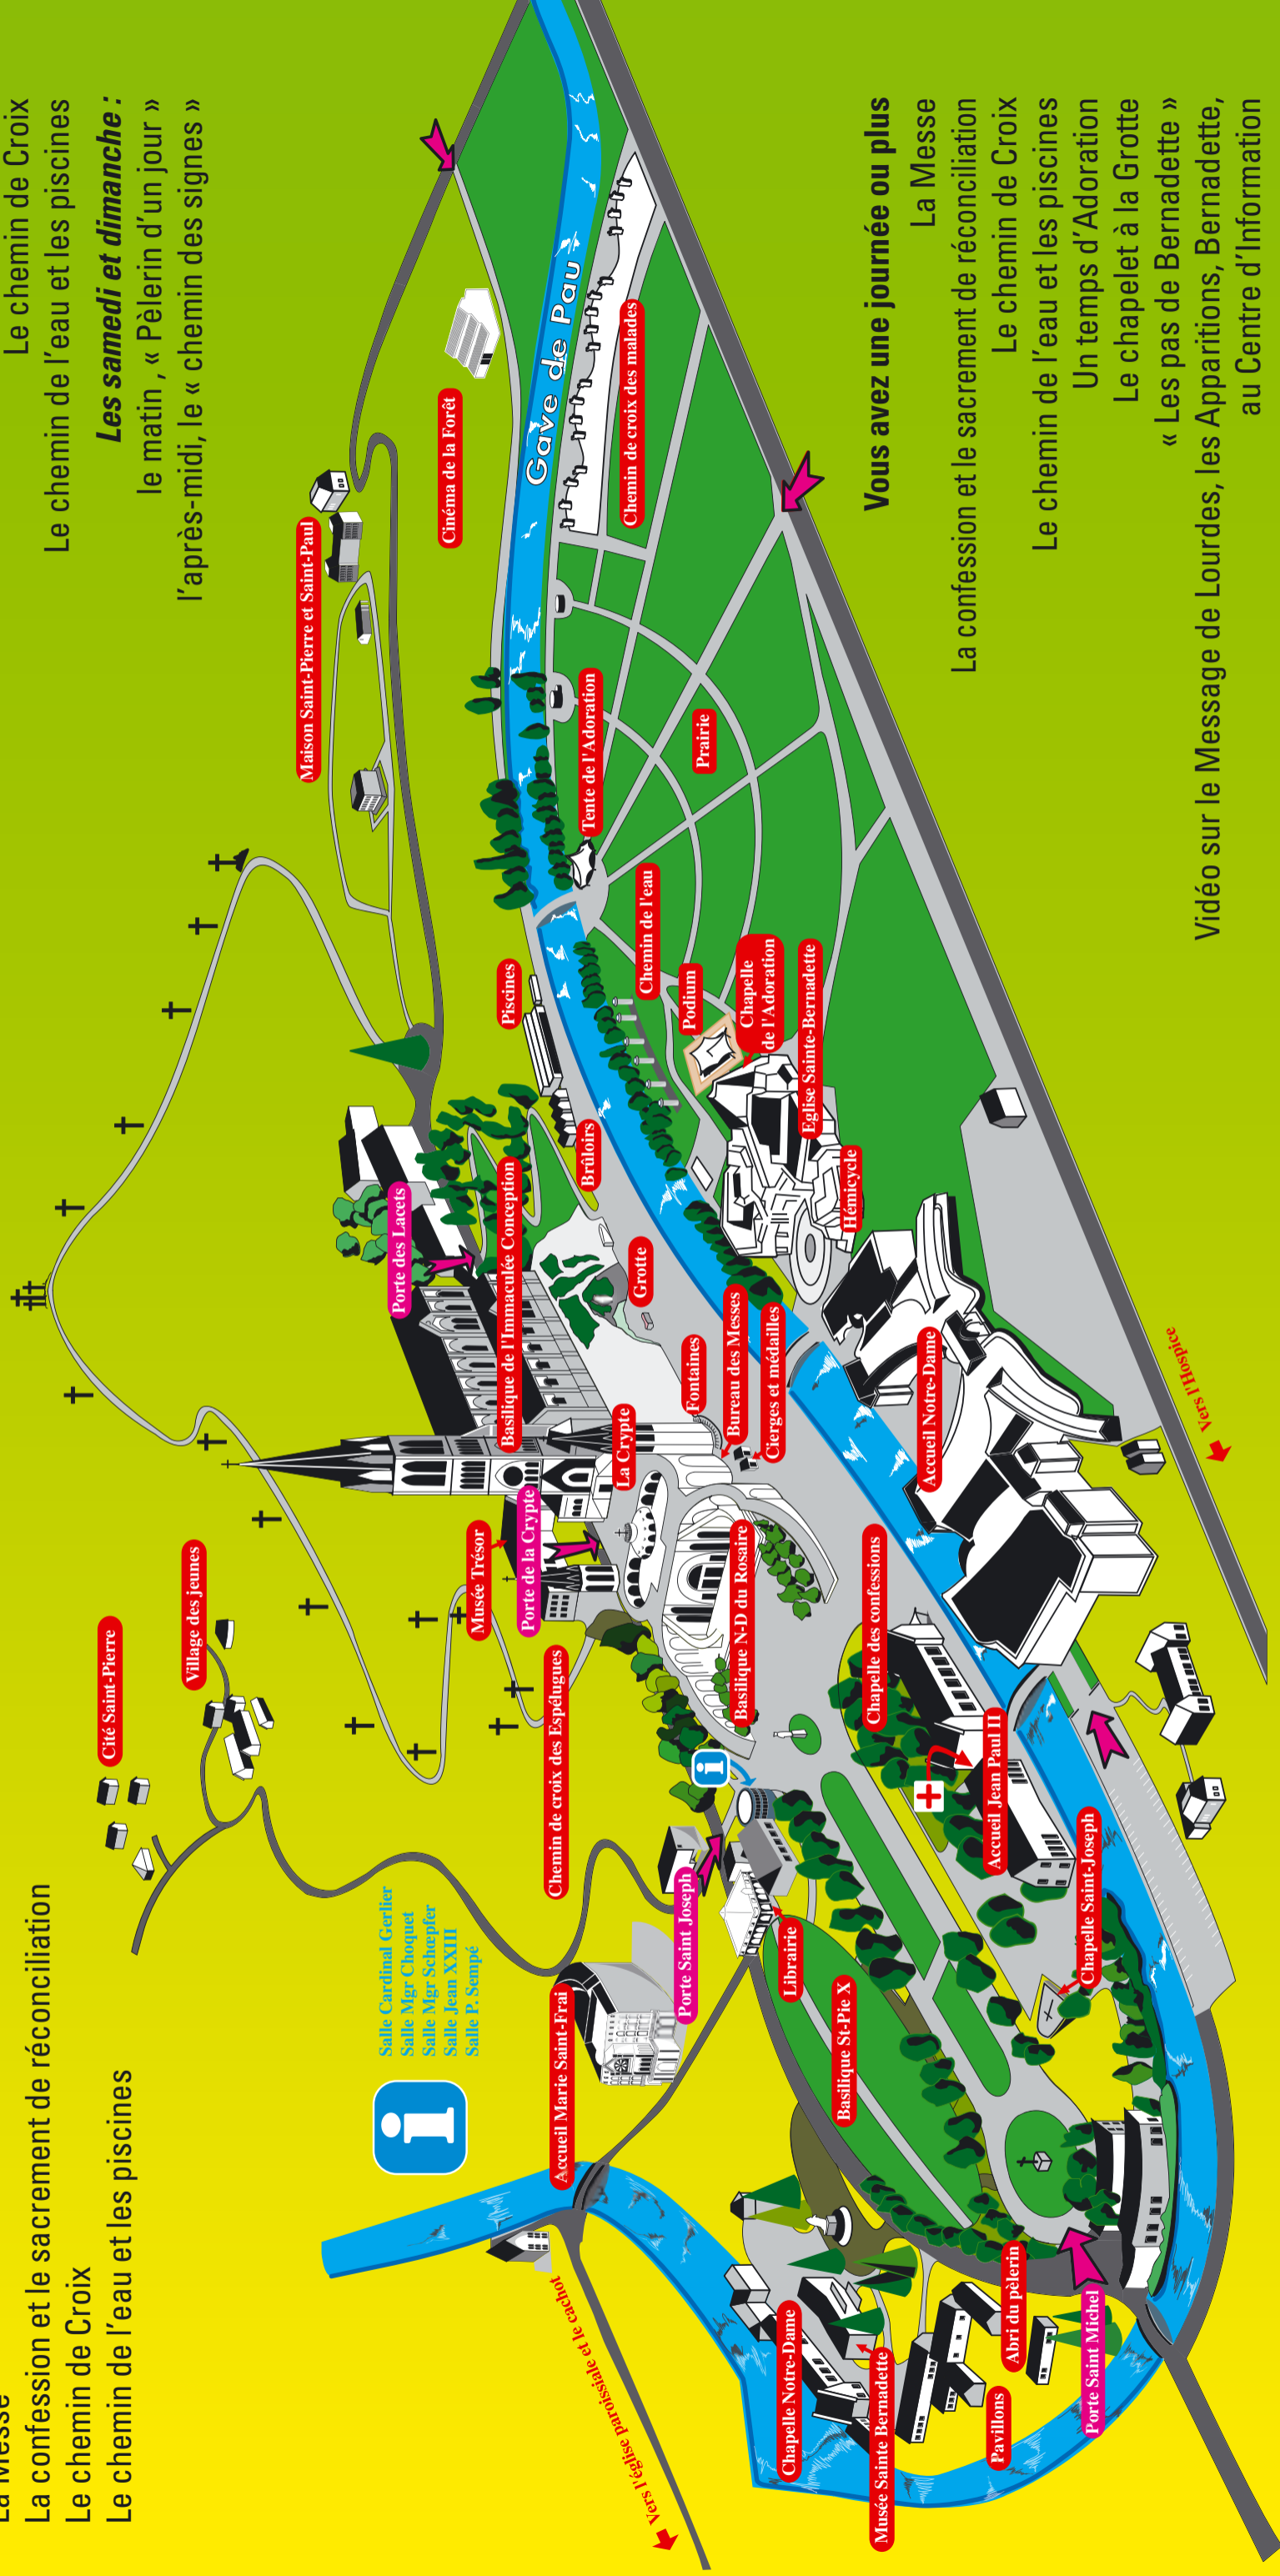 La Messe
La confession et le sacrement de réconciliation
Le chemin de Croix
Le chemin de l'eau et les piscines
Le chemin de Croix
Le chemin de l'eau et les piscines
Les samedi et dimanche :
le matin , « Pèlerin d'un jour »
l'après-midi, le « chemin des signes »
Cité Saint-Pierre
Village des jeunes
Maison Saint-Pierre et Saint-Paul
Salle Cardinal Gerlier
Salle Mgr Choquet
Salle Mgr Schœpfer
Salle Jean XXIII
Salle P. Sempé
i
Porte des Lacets
Cinéma de la Forêt
Musée Trésor
Porte de la Crypte
Basilique de l'Immaculée Conception
Piscines
Gave de Pau
Accueil Marie Saint-Frai
Chemin de croix des Espélugues
Brûloirs
Tente de l'Adoration
Vers l'église paroissiale et le cachot
La Crypte
Grotte
Chemin de l'eau
Chemin de croix des malades
Porte Saint Joseph
i
Fontaines
Podium
Prairie
Basilique N-D du Rosaire
Bureau des Messes
Cierges et médailles
Chapelle
de l'Adoration
Chapelle Notre-Dame
Librairie
Eglise Sainte-Bernadette
Basilique St-Pie X
Hémicycle
Musée Sainte Bernadette
Chapelle des confessions
Accueil Notre-Dame
Pavillons
Abri du pèlerin
Accueil Jean Paul II
Porte Saint Michel
Chapelle Saint-Joseph
Vers l'Hospice
Vous avez une journée ou plus
La Messe
La confession et le sacrement de réconciliation
Le chemin de Croix
Le chemin de l'eau et les piscines
Un temps d'Adoration
Le chapelet à la Grotte
« Les pas de Bernadette »
Vidéo sur le Message de Lourdes, les Apparitions, Bernadette,
au Centre d'Information